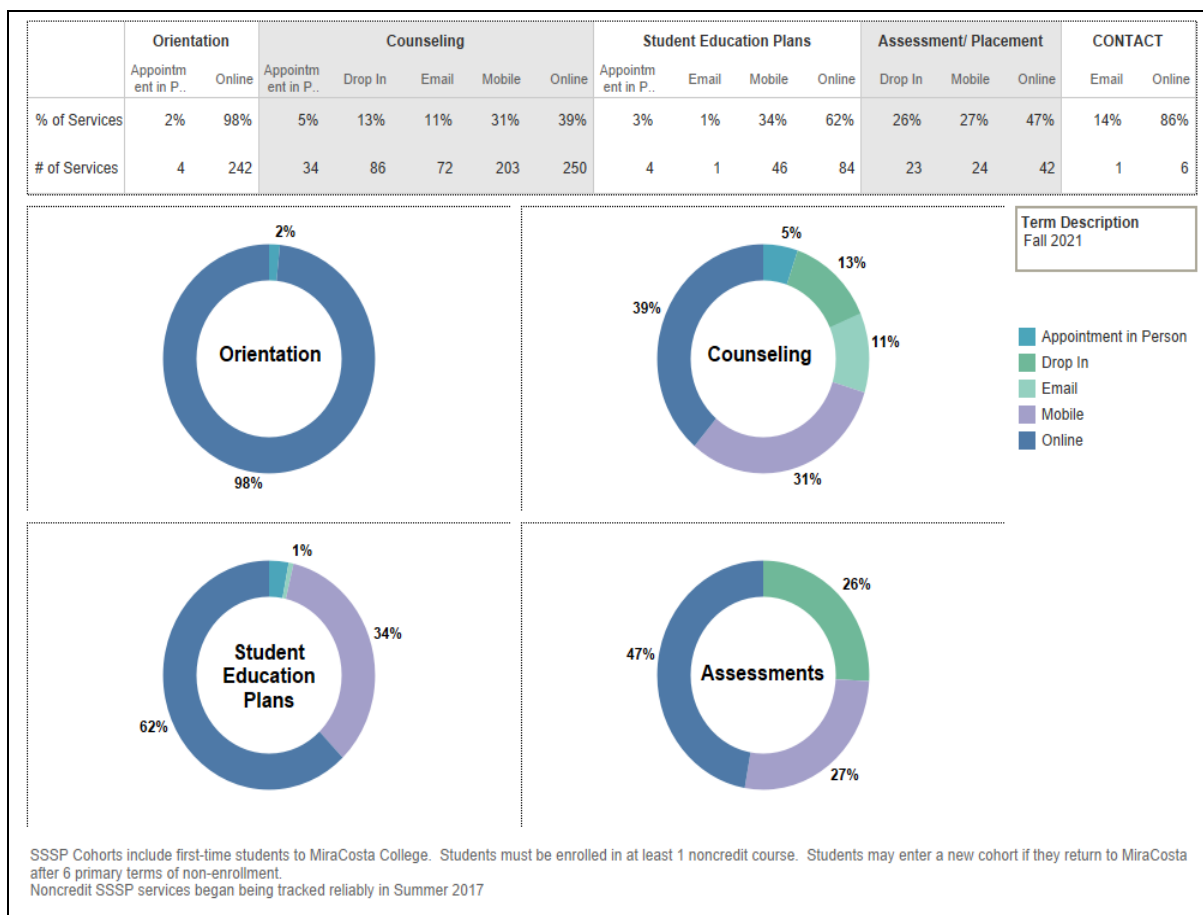 Orientation Counseling Student Education Plans Assessment/ Placement CONTACT
Appointm ent in P.. Online Appointm ent in P.. Drop In Email Mobile Online Appointm ent in P.. Email Mobile Online Drop In Mobile Online Email Online
% of Services 2% 98% 5% 13% 11% 31% 39% 3% 1% 34% 62% 26% 27% 47% 14% 86%
# of Services 4 242 34 86 72 203 250 4 1 46 84 23 24 42 1 6
2%
Orientation
98%
5%
13%
39%
11%
Counseling
31%
Term Description
Fall 2021
Appointment in Person
Drop In
Email
Mobile
Online
1%
34%
Student
Education
Plans
62%
26%
47%
Assessments
27%
SSSP Cohorts include first-time students to MiraCosta College. Students must be enrolled in at least 1 noncredit course. Students may enter a new cohort if they return to MiraCosta
after 6 primary terms of non-enrollment.
Noncredit SSSP services began being tracked reliably in Summer 2017